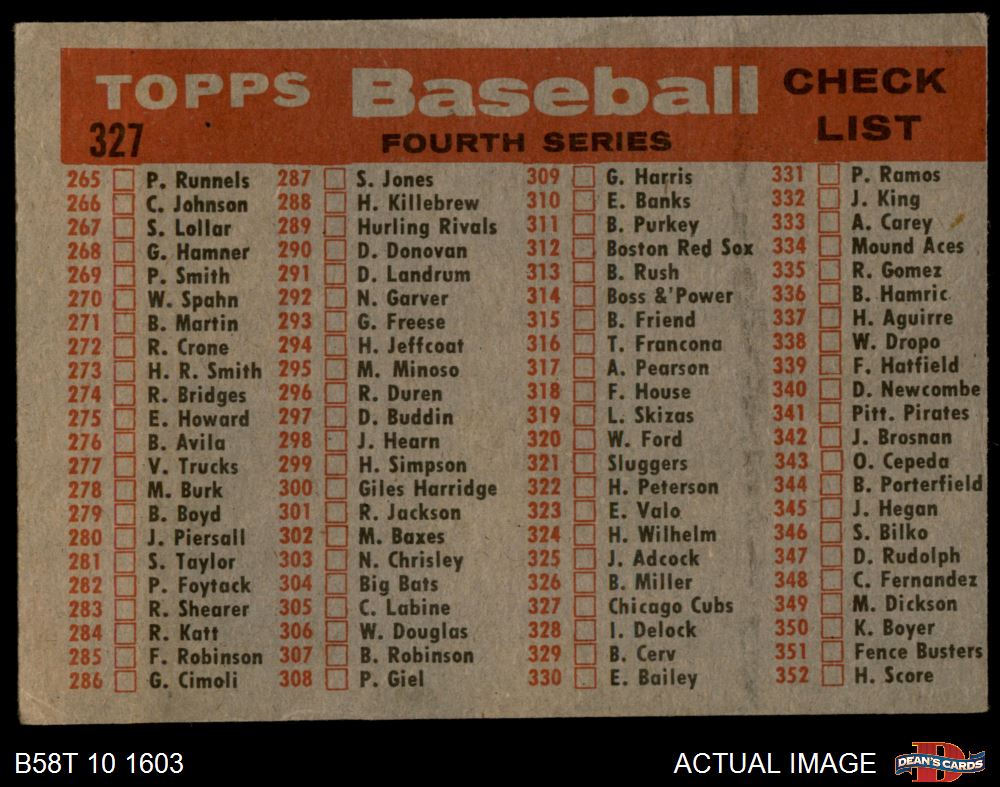 TOPPS Baseball CHECK LIST
327 FOURTH SERIES
265 P. Runnels
266 C. Johnson
267 S. Lollar
268 G. Hamner
269 P. Smith
270 W. Spahn
271 B. Martin
272 R. Crone
273 H. R. Smith
274 R. Bridges
275 E. Howard
276 B. Avila
277 V. Trucks
278 M. Burk
279 B. Boyd
280 J. Piersall
281 S. Taylor
282 P. Foytack
283 R. Shearer
284 R. Katt
285 F. Robinson
286 G. Cimoli
287 S. Jones
288 H. Killebrew
289 Hurling Rivals
290 D. Donovan
291 D. Landrum
292 N. Garver
293 G. Freese
294 H. Jeffcoat
295 M. Minoso
296 R. Duren
297 D. Buddin
298 J. Hearn
299 H. Simpson
300 Giles Harridge
301 R. Jackson
302 M. Baxes
303 N. Chrisley
304 Big Bats
305 C. Labine
306 W. Douglas
307 B. Robinson
308 P. Giel
309 G. Harris
310 E. Banks
311 B. Purkey
312 Boston Red Sox
313 B. Rush
314 Boss &'Power
315 B. Friend
316 T. Francona
317 A. Pearson
318 F. House
319 L. Skizas
320 W. Ford
321 Sluggers
322 H. Peterson
323 E. Valo
324 H. Wilhelm
325 J. Adcock
326 B. Miller
327 Chicago Cubs
328 I. Delock
329 B. Cerv
330 E. Bailey
331 P. Ramos
332 J. King
333 A. Carey
334 Mound Aces
335 R. Gomez
336 B. Hamric
337 H. Aguirre
338 W. Dropo
339 F. Hatfield
340 D. Newcombe
341 Pitt. Pirates
342 J. Brosnan
343 O. Cepeda
344 B. Porterfield
345 J. Hegan
346 S. Bilko
347 D. Rudolph
348 C. Fernandez
349 M. Dickson
350 K. Boyer
351 Fence Busters
352 H. Score
B58T 10 1603
ACTUAL IMAGE
DEAN'S CARDS